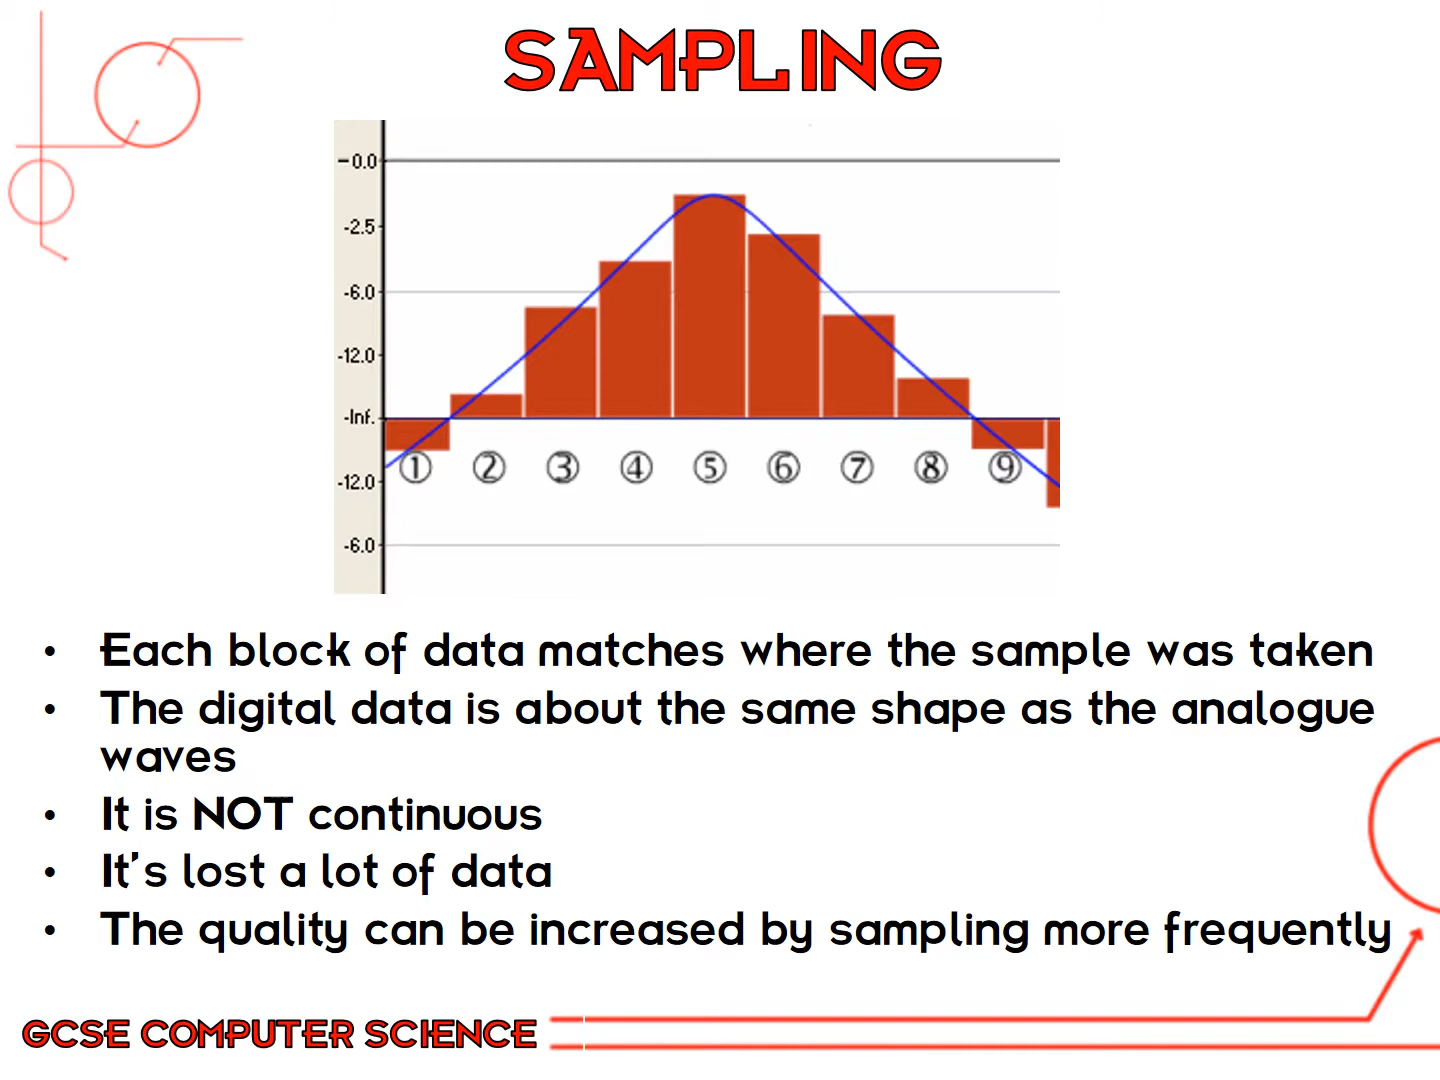 SAMPLING
-0.0
-2.5
-6.0
-12.0
-Inf.
-12.0
-6.0
① ② ③ ④ ⑤ ⑥ ⑦ ⑧ ⑨
• Each block of data matches where the sample was taken
• The digital data is about the same shape as the analogue
waves
• It is NOT continuous
• It's lost a lot of data
• The quality can be increased by sampling more frequently
GCSE COMPUTER SCIENCE